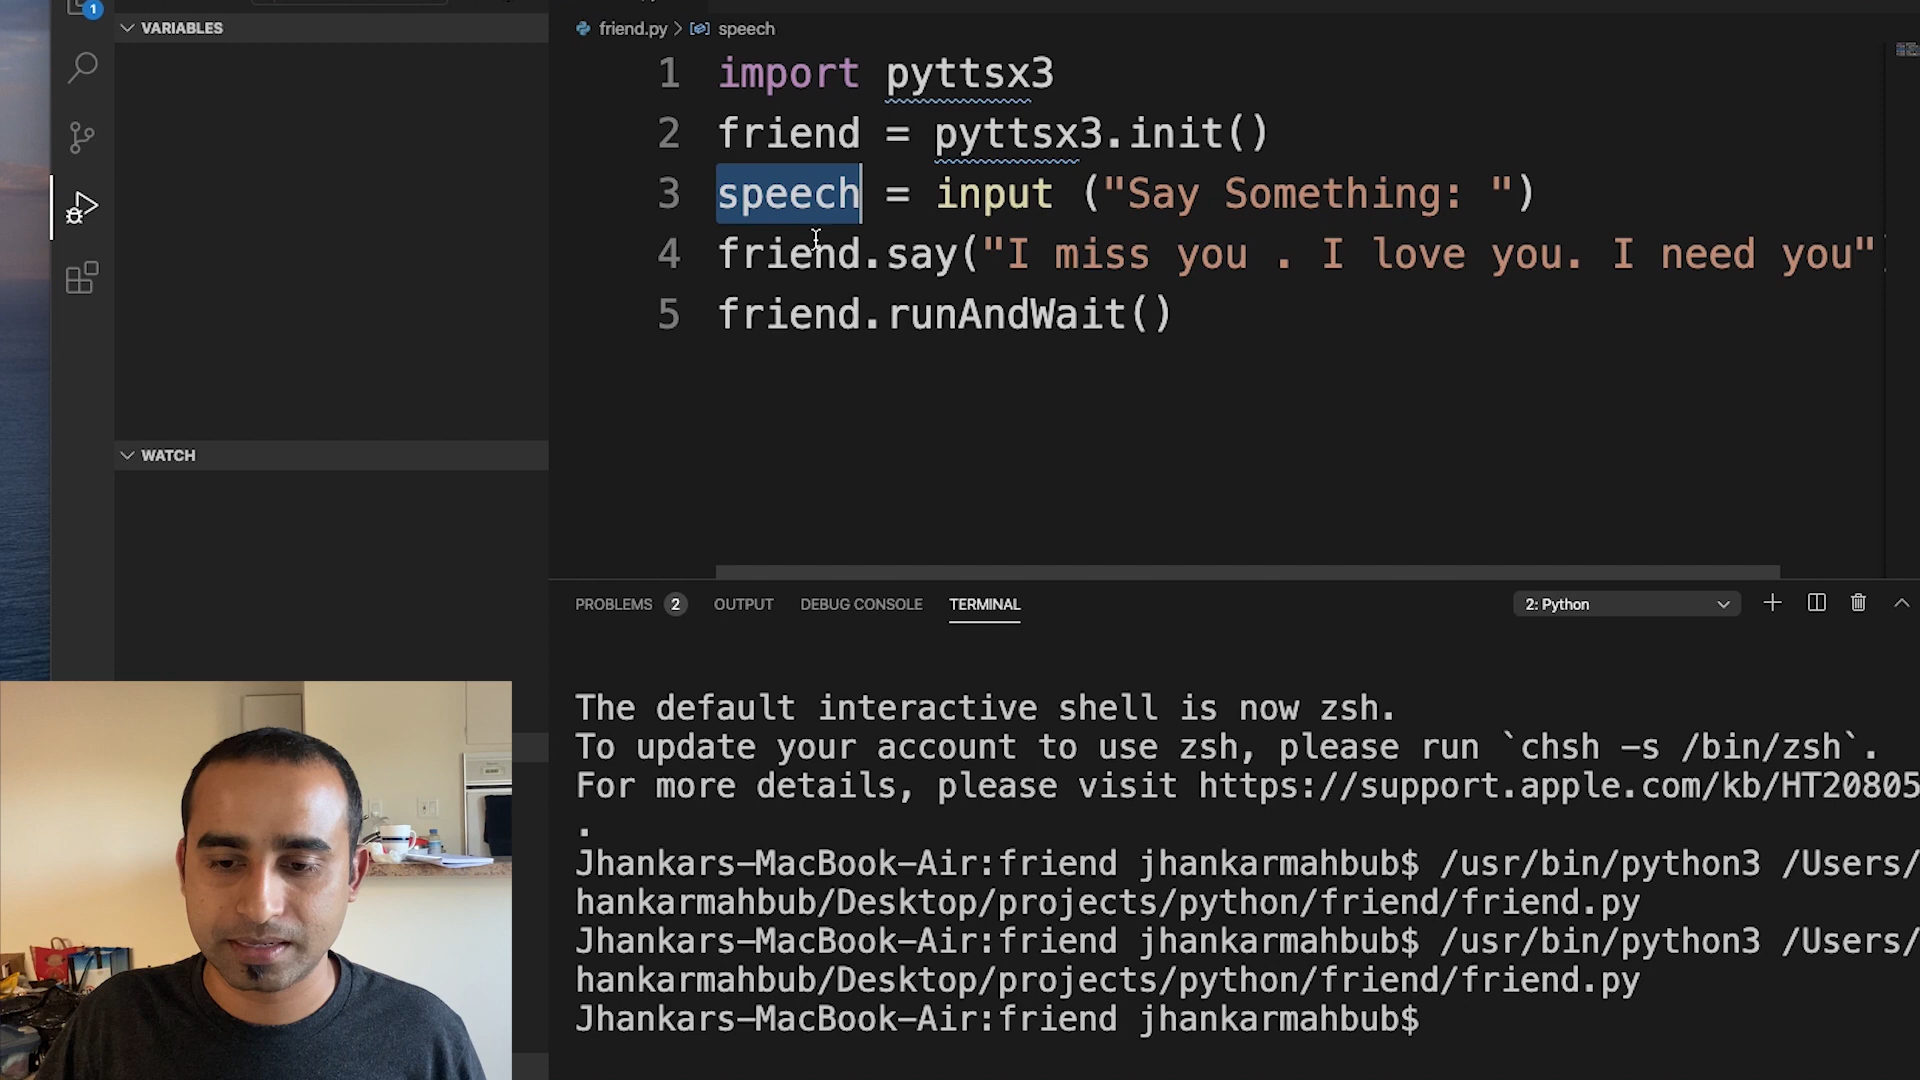 1
VARIABLES
WATCH
friend.py > speech
1 import pyttsx3
2 friend = pyttsx3.init()
3 speech = input ("Say Something: ")
4 friend.say("I miss you . I love you. I need you"
5 friend.runAndWait()
PROBLEMS 2 OUTPUT DEBUG CONSOLE TERMINAL 2: Python
The default interactive shell is now zsh.
To update your account to use zsh, please run `chsh -s /bin/zsh`.
For more details, please visit https://support.apple.com/kb/HT20805
.
Jhankars-MacBook-Air:friend jhankarmahbub$ /usr/bin/python3 /Users/
hankarmahbub/Desktop/projects/python/friend/friend.py
Jhankars-MacBook-Air:friend jhankarmahbub$ /usr/bin/python3 /Users/
hankarmahbub/Desktop/projects/python/friend/friend.py
Jhankars-MacBook-Air:friend jhankarmahbub$